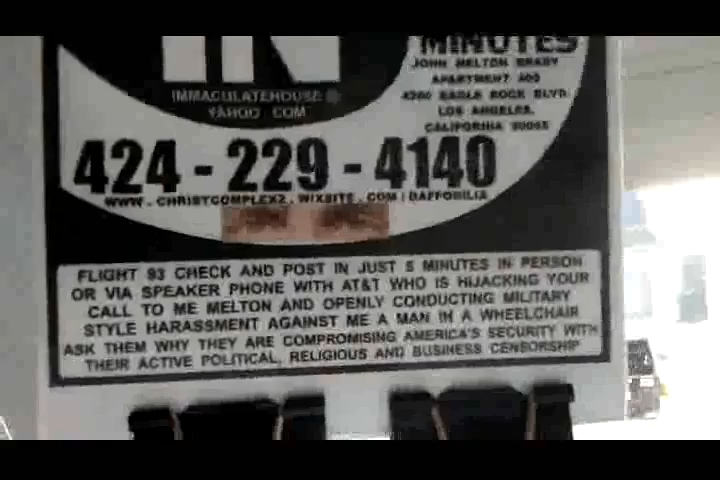 IN
MINUTES
JOHN MELTON BRADY
APARTMENT 400
4260 EAGLE ROCK BLVD.
LOS ANGELES,
CALIFORNIA 90065
IMMACULATEHOUSE @
YAHOO COM
424 - 229 - 4140
WWW . CHRISTCOMPLEX2 . WIXSITE . COM / DAFFODILIA
FLIGHT 93 CHECK AND POST IN JUST 5 MINUTES IN PERSON
OR VIA SPEAKER PHONE WITH AT&T WHO IS HIJACKING YOUR
CALL TO ME MELTON AND OPENLY CONDUCTING MILITARY
STYLE HARASSMENT AGAINST ME A MAN IN A WHEELCHAIR
ASK THEM WHY THEY ARE COMPROMISING AMERICA'S SECURITY WITH
THEIR ACTIVE POLITICAL, RELIGIOUS AND BUSINESS CENSORSHIP